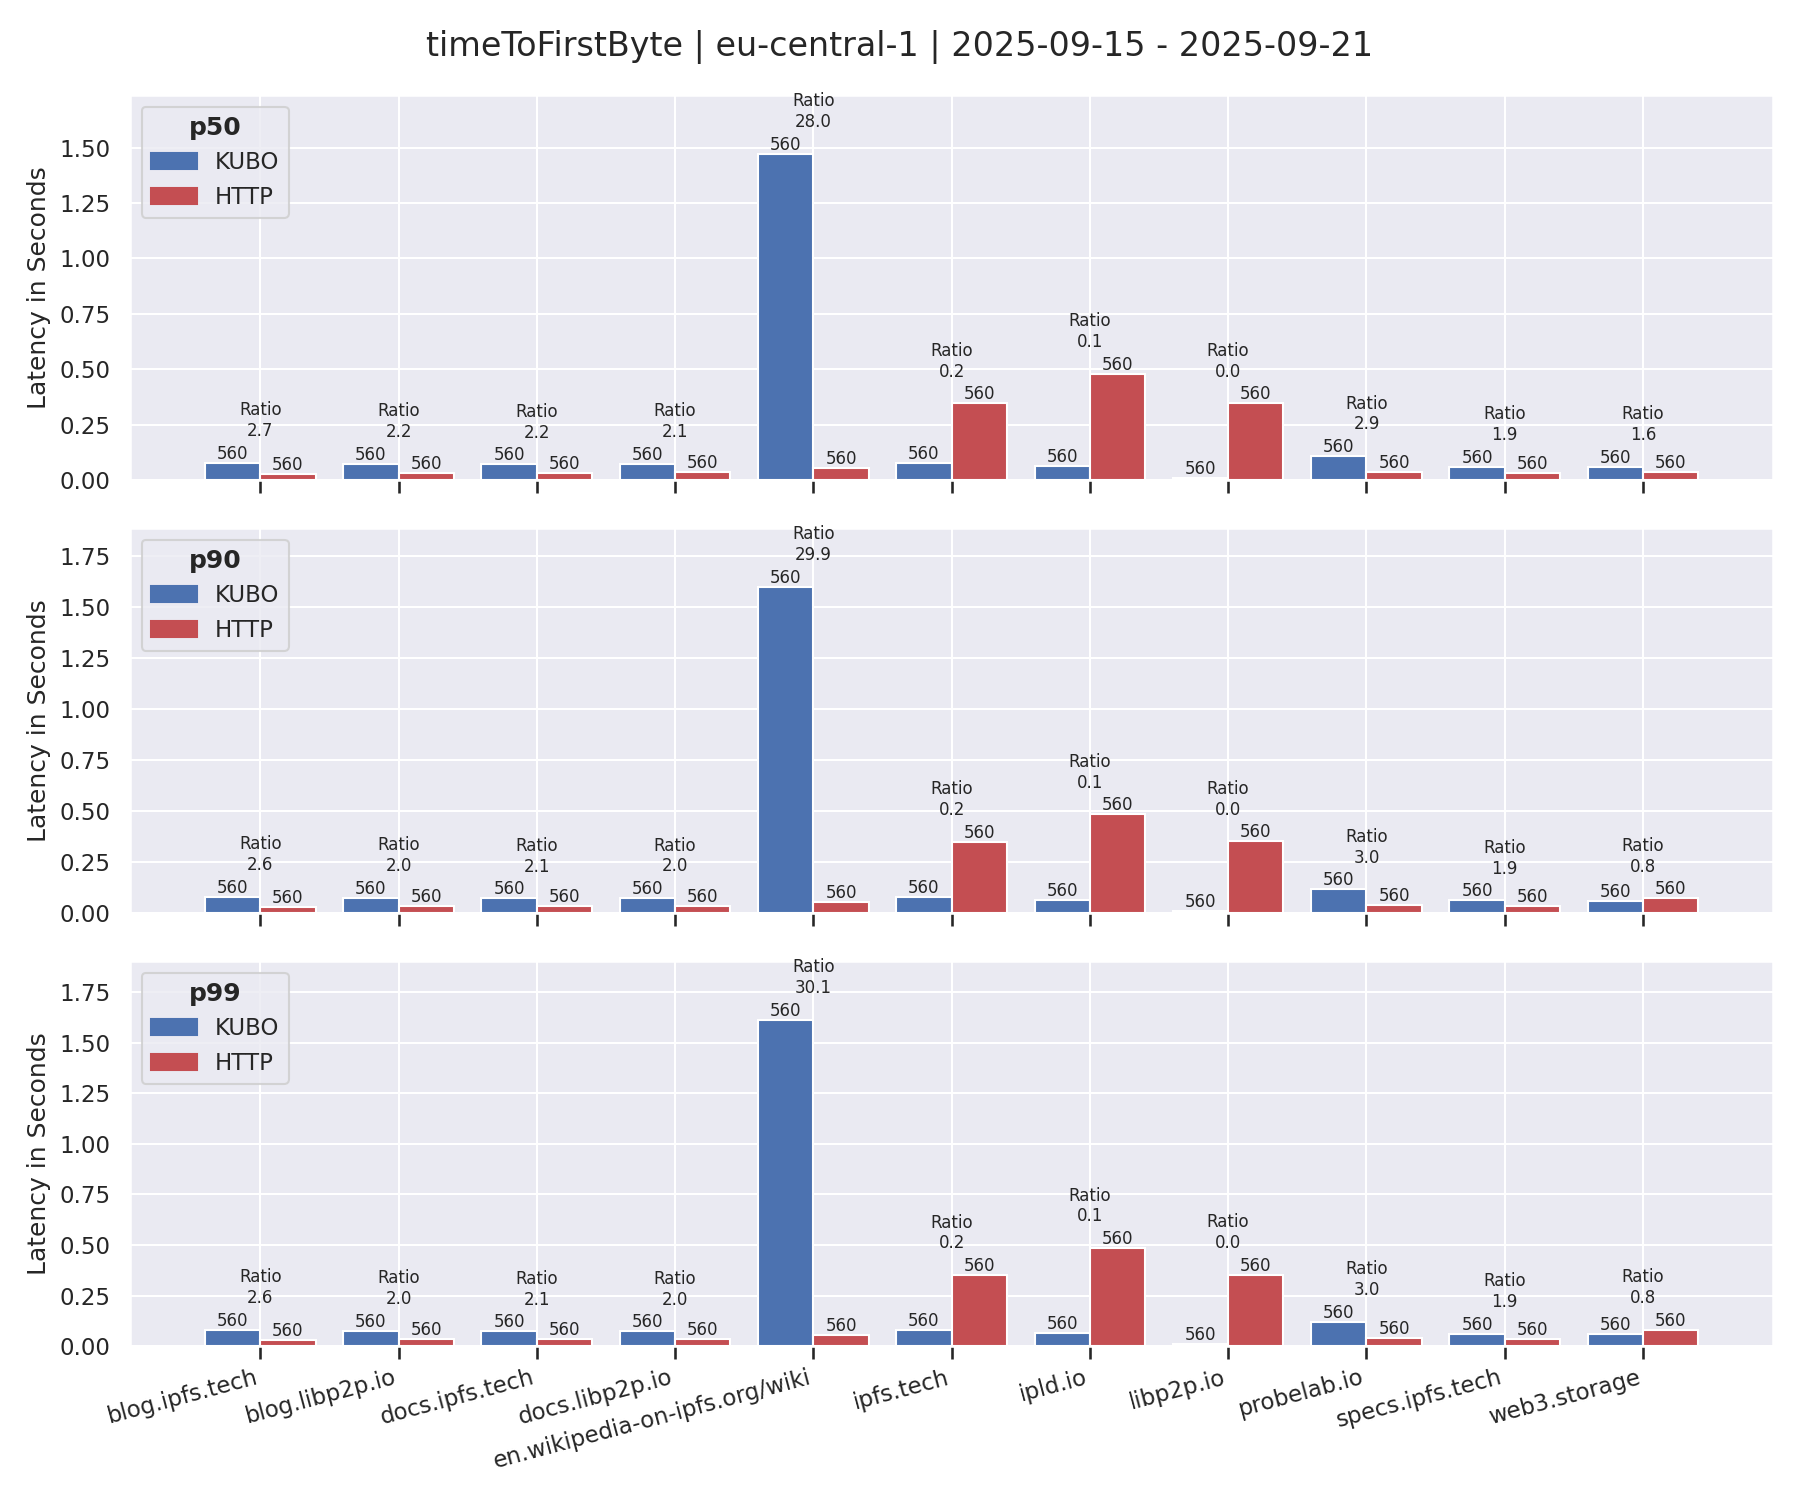 timeToFirstByte | eu-central-1 | 2025-09-15 - 2025-09-21
Latency in Seconds
1.50
1.25
1.00
0.75
0.50
0.25
0.00
p50
KUBO
HTTP
Ratio
2.7
560
560
Ratio
2.2
560
560
Ratio
2.2
560
560
Ratio
2.1
560
560
Ratio
28.0
560
560
Ratio
0.2
560
560
Ratio
0.1
560
560
Ratio
0.0
560
560
Ratio
2.9
560
560
Ratio
1.9
560
560
Ratio
1.6
560
560
Latency in Seconds
1.75
1.50
1.25
1.00
0.75
0.50
0.25
0.00
p90
KUBO
HTTP
Ratio
2.6
560
560
Ratio
2.0
560
560
Ratio
2.1
560
560
Ratio
2.0
560
560
Ratio
29.9
560
560
Ratio
0.2
560
560
Ratio
0.1
560
560
Ratio
0.0
560
560
Ratio
3.0
560
560
Ratio
1.9
560
560
Ratio
0.8
560
560
Latency in Seconds
1.75
1.50
1.25
1.00
0.75
0.50
0.25
0.00
p99
KUBO
HTTP
Ratio
2.6
560
560
Ratio
2.0
560
560
Ratio
2.1
560
560
Ratio
2.0
560
560
Ratio
30.1
560
560
Ratio
0.2
560
560
Ratio
0.1
560
560
Ratio
0.0
560
560
Ratio
3.0
560
560
Ratio
1.9
560
560
Ratio
0.8
560
560
blog.ipfs.tech
blog.libp2p.io
docs.ipfs.tech
docs.libp2p.io
en.wikipedia-on-ipfs.org/wiki
ipfs.tech
ipld.io
libp2p.io
probelab.io
specs.ipfs.tech
web3.storage